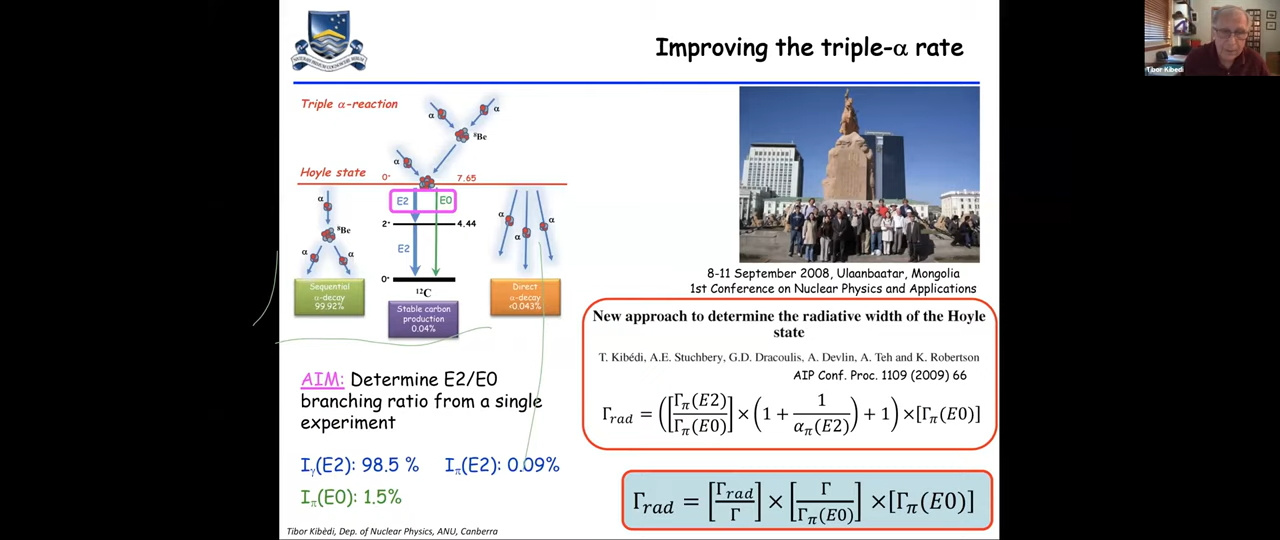 Improving the triple-α rate
Tibor Kibedi
Triple α-reaction
α
α
⁸Be
α
Hoyle state
0⁺
7.65
E2
E0
α
⁸Be
α
α
2⁺
4.44
E2
α
α
α
0⁺
¹²C
Sequential
α-decay
99.92%
Stable carbon
production
0.04%
Direct
α-decay
<0.043%
8-11 September 2008, Ulaanbaatar, Mongolia
1st Conference on Nuclear Physics and Applications
New approach to determine the radiative width of the Hoyle
state
T. Kibédi, A.E. Stuchbery, G.D. Dracoulis, A. Devlin, A. Teh and K. Robertson
AIP Conf. Proc. 1109 (2009) 66
Γrad = ([Γπ(E2)/Γπ(E0)] × (1 + 1/απ(E2)) + 1) × [Γπ(E0)]
AIM: Determine E2/E0
branching ratio from a single
experiment
Iγ(E2): 98.5 % Iπ(E2): 0.09%
Iπ(E0): 1.5%
Γrad = [Γrad/Γ] × [Γ/Γπ(E0)] × [Γπ(E0)]
Tibor Kibèdi, Dep. of Nuclear Physics, ANU, Canberra